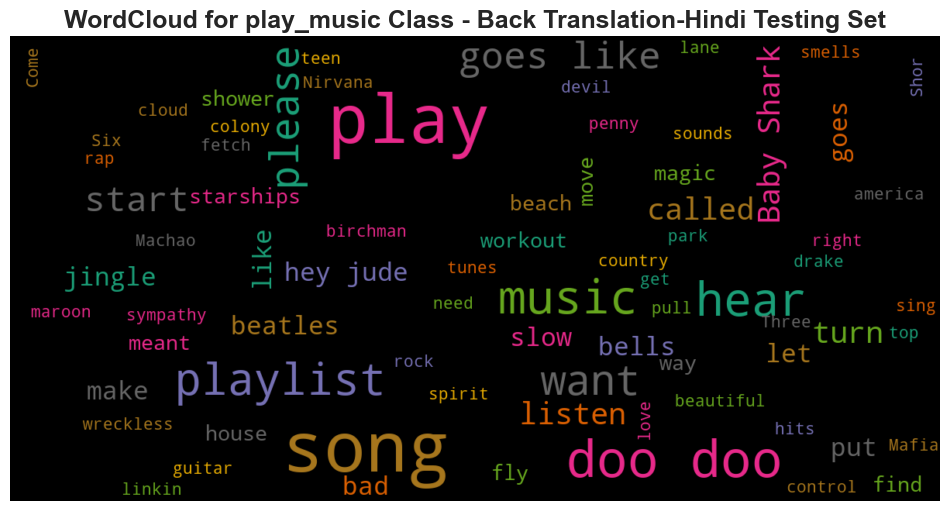 WordCloud for play_music Class - Back Translation-Hindi Testing Set
Come
teen
please
goes like
lane
smells
Shor
Nirvana
devil
Baby Shark
cloud
shower
play
colony
penny
sounds
goes
Six
fetch
rap
move
magic
start
starships
beach
called
america
Machao
like
birchman
workout
park
right
jingle
hey jude
tunes
country
get
drake
maroon
sympathy
need
music
pull
hear
sing
beatles
Three
turn
top
meant
slow
bells
let
rock
way
make
playlist
spirit
want
wreckless
house
listen
love
beautiful
hits
song
put
Mafia
guitar
doo doo
linkin
bad
fly
control
find